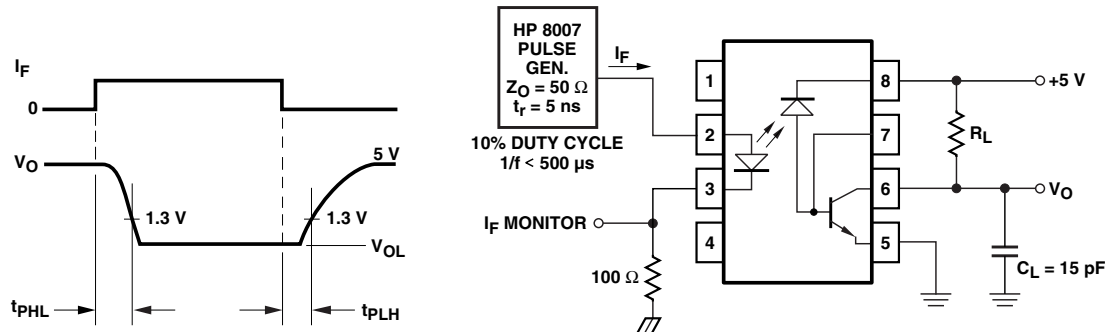 I_F
0
V_O
5 V
1.3 V
1.3 V
V_OL
t_PHL
t_PLH
HP 8007
PULSE
GEN.
Z_O = 50 Ω
t_r = 5 ns
I_F
10% DUTY CYCLE
1/f < 500 µs
I_F MONITOR
100 Ω
1
2
3
4
8
7
6
5
+5 V
R_L
V_O
C_L = 15 pF